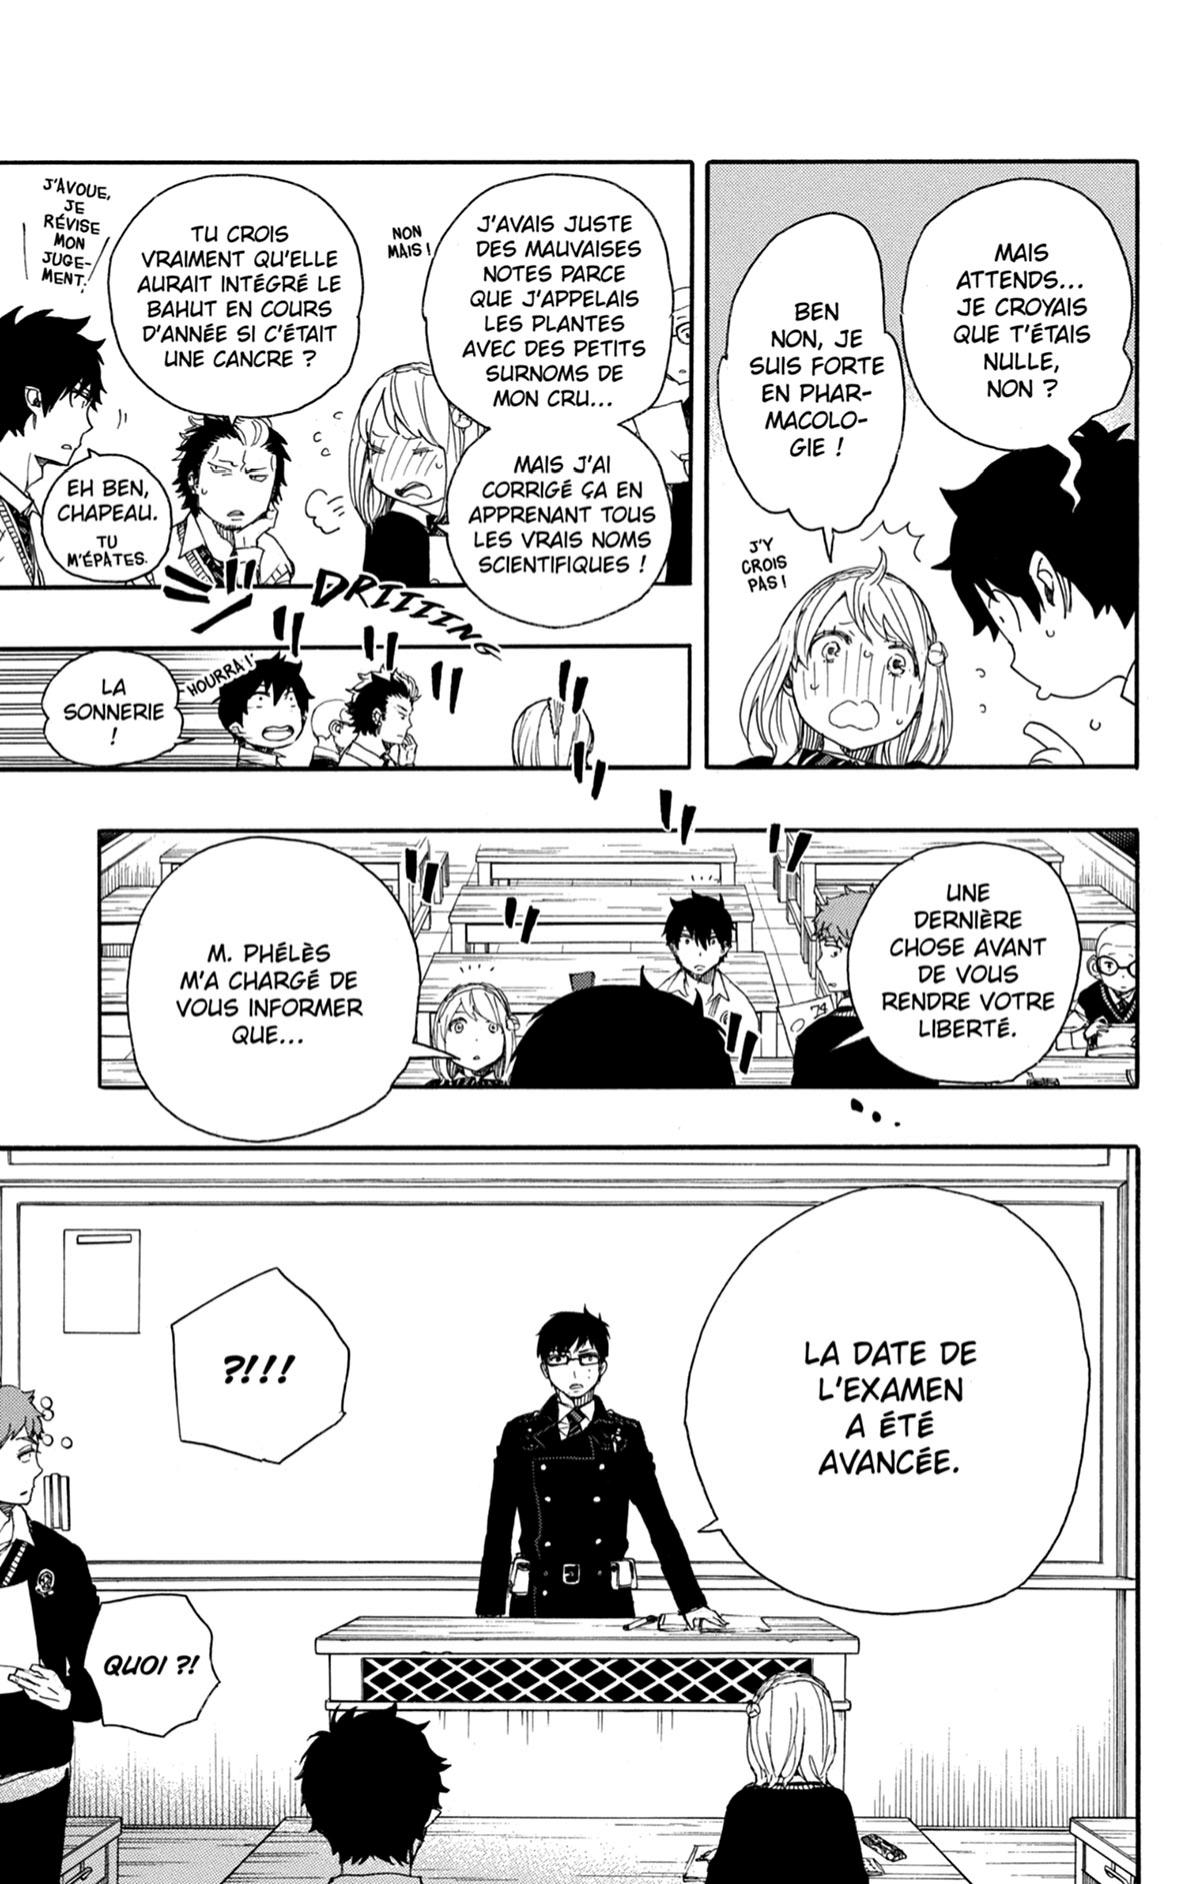 MAIS
ATTENDS...
JE CROYAIS
QUE T'ÉTAIS
NULLE,
NON ?
BEN
NON, JE
SUIS FORTE
EN PHAR-
MACOLO-
GIE !
J'Y
CROIS
PAS !
J'AVAIS JUSTE
DES MAUVAISES
NOTES PARCE
QUE J'APPELAIS
LES PLANTES
AVEC DES PETITS
SURNOMS DE
MON CRU...
MAIS J'AI
CORRIGÉ ÇA EN
APPRENANT TOUS
LES VRAIS NOMS
SCIENTIFIQUES !
NON
MAIS !
TU CROIS
VRAIMENT QU'ELLE
AURAIT INTÉGRÉ LE
BAHUT EN COURS
D'ANNÉE SI C'ÉTAIT
UNE CANCRE ?
J'AVOUE,
JE
RÉVISE
MON
JUGE-
MENT.
EH BEN,
CHAPEAU.
TU
M'ÉPATES.
DRIIIING
HOURRA !
LA
SONNERIE
!
UNE
DERNIÈRE
CHOSE AVANT
DE VOUS
RENDRE VOTRE
LIBERTÉ.
74
M. PHÉLÈS
M'A CHARGÉ DE
VOUS INFORMER
QUE...
LA DATE DE
L'EXAMEN
A ÉTÉ
AVANCÉE.
?!!!
QUOI ?!